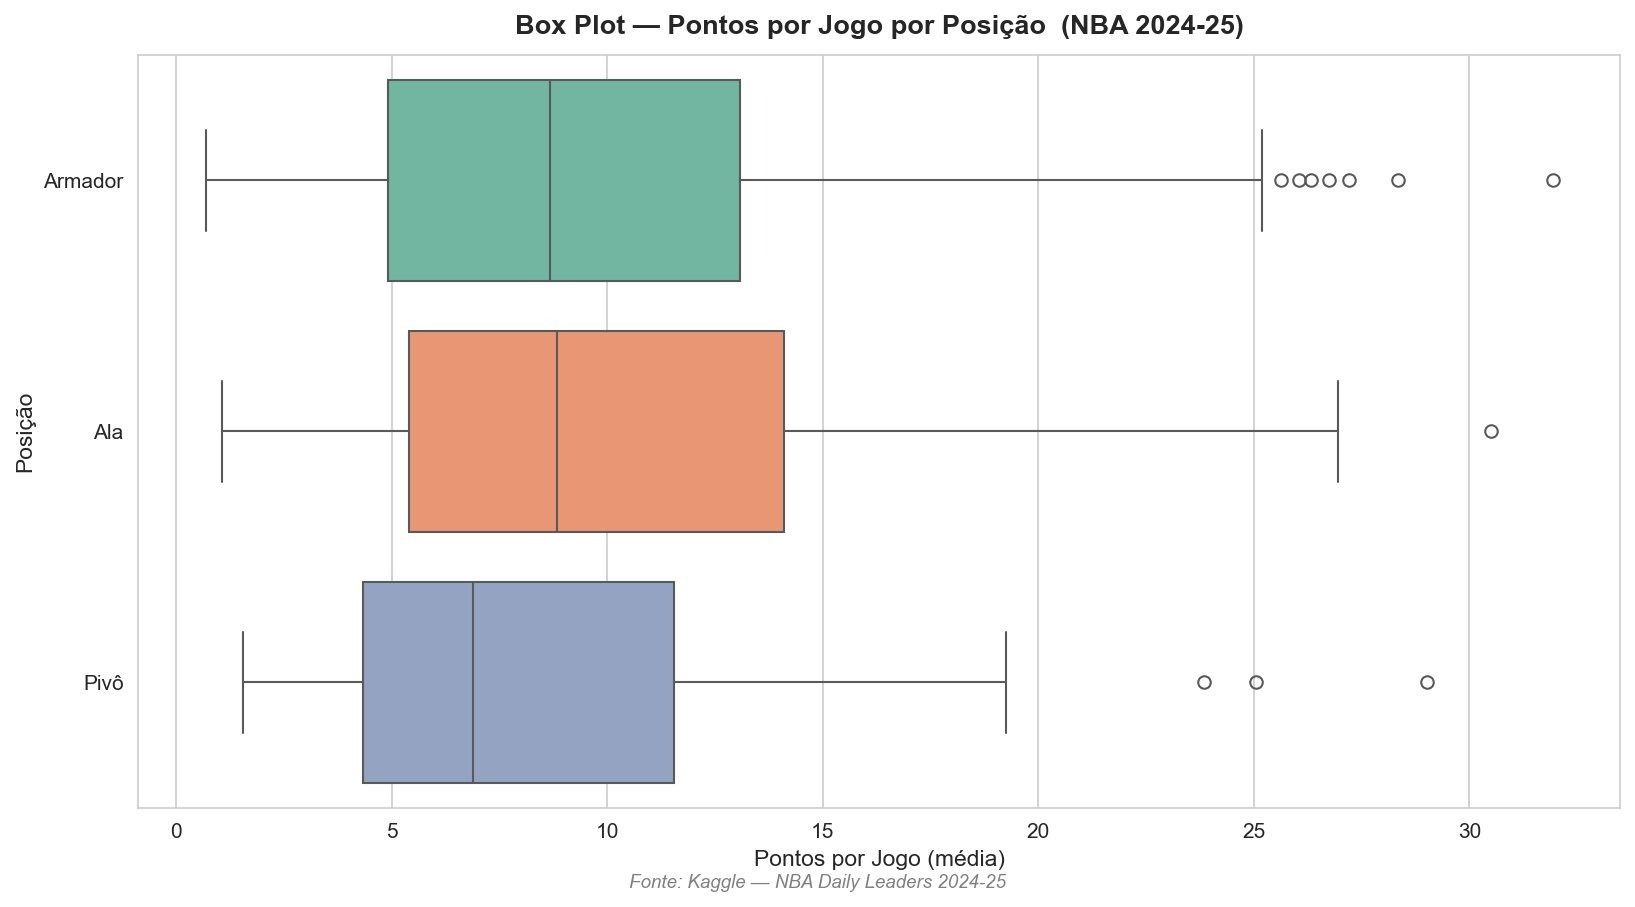 Box Plot — Pontos por Jogo por Posição  (NBA 2024-25)
Posição
Armador
Ala
Pivô
0 5 10 15 20 25 30
Pontos por Jogo (média)
Fonte: Kaggle — NBA Daily Leaders 2024-25